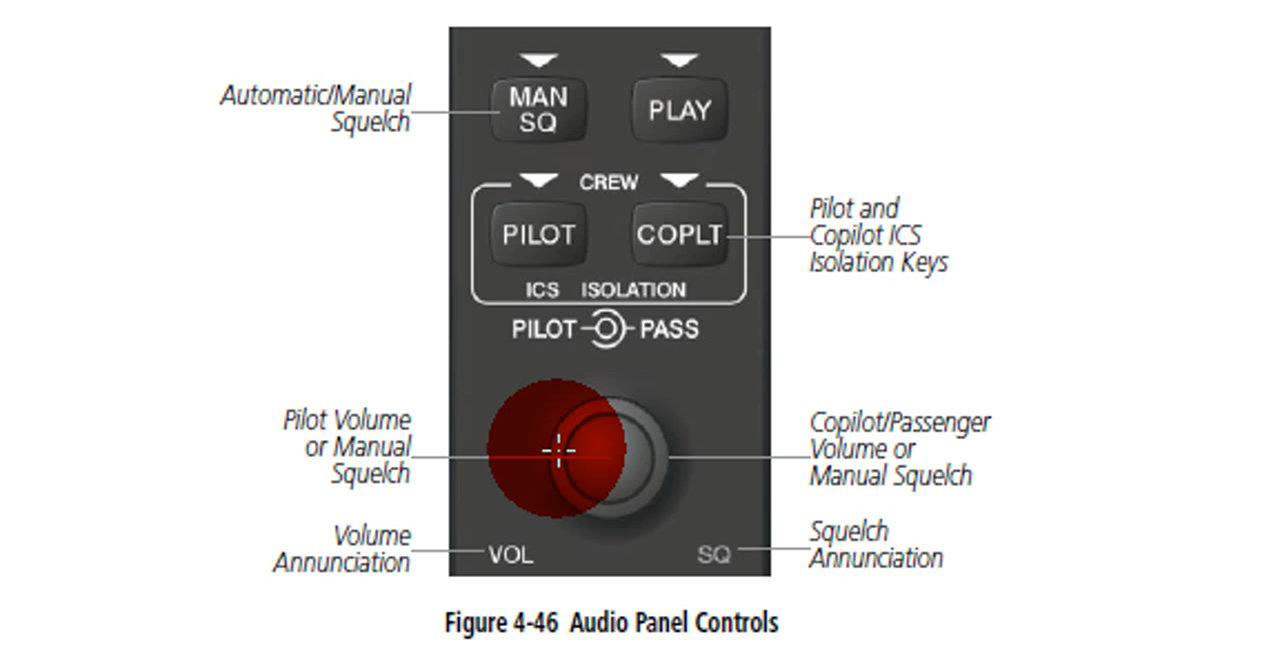 Automatic/Manual
Squelch
MAN
SQ
PLAY
CREW
PILOT
COPLT
Pilot and
Copilot ICS
Isolation Keys
ICS ISOLATION
PILOT PASS
Pilot Volume
or Manual
Squelch
Copilot/Passenger
Volume or
Manual Squelch
Volume
Annunciation
VOL
SQ
Squelch
Annunciation
Figure 4-46 Audio Panel Controls